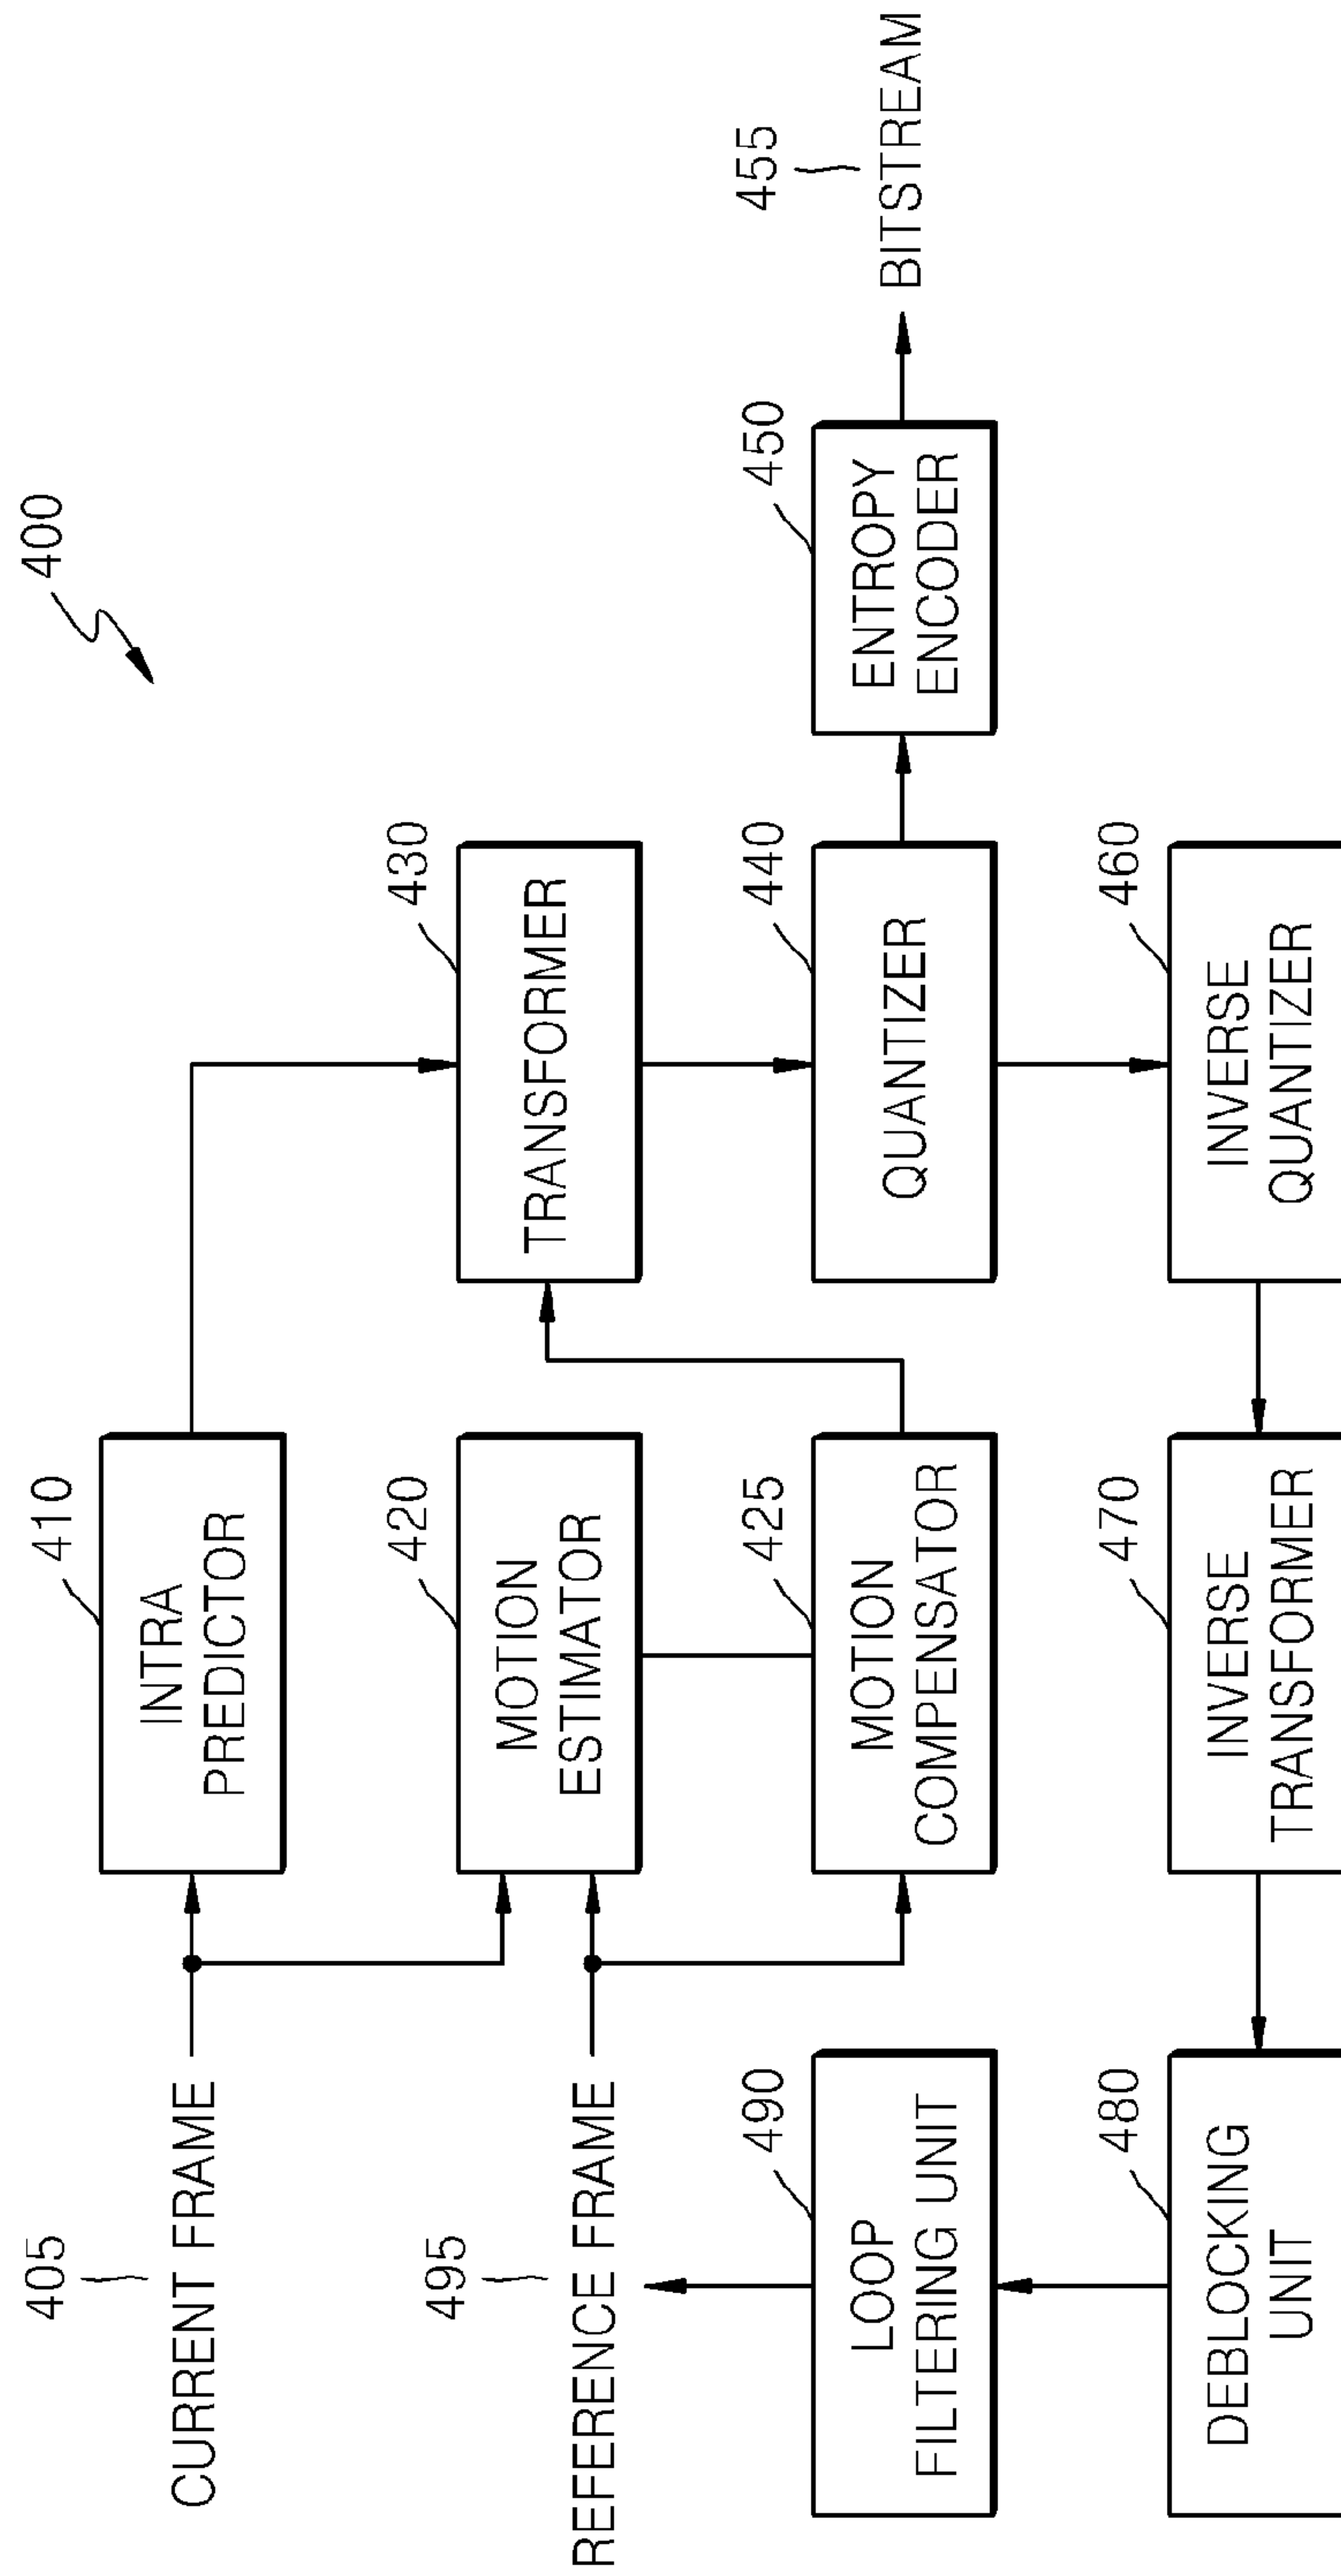 400
405
CURRENT FRAME
410
INTRA
PREDICTOR
495
REFERENCE FRAME
420
MOTION
ESTIMATOR
430
TRANSFORMER
490
LOOP
FILTERING UNIT
425
MOTION
COMPENSATOR
440
QUANTIZER
450
ENTROPY
ENCODER
455
BITSTREAM
480
DEBLOCKING
UNIT
470
INVERSE
TRANSFORMER
460
INVERSE
QUANTIZER